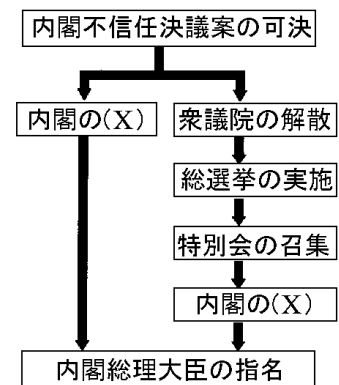 内閣不信任決議案の可決
内閣の(X)
衆議院の解散
総選挙の実施
特別会の召集
内閣の(X)
内閣総理大臣の指名